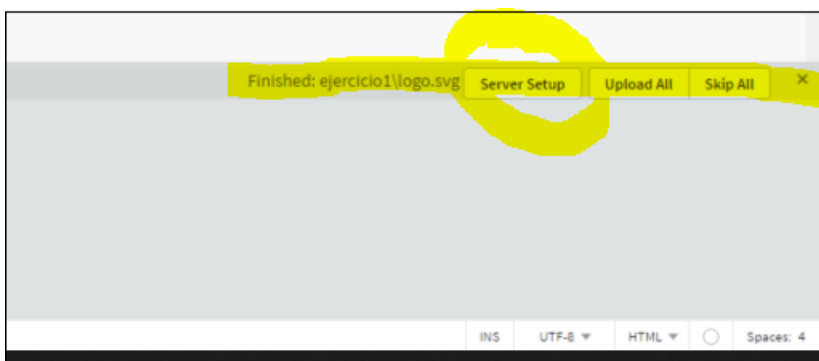 Finished: ejercicio1\logo.svg Server Setup Upload All Skip All ×
INS UTF-8 HTML Spaces: 4